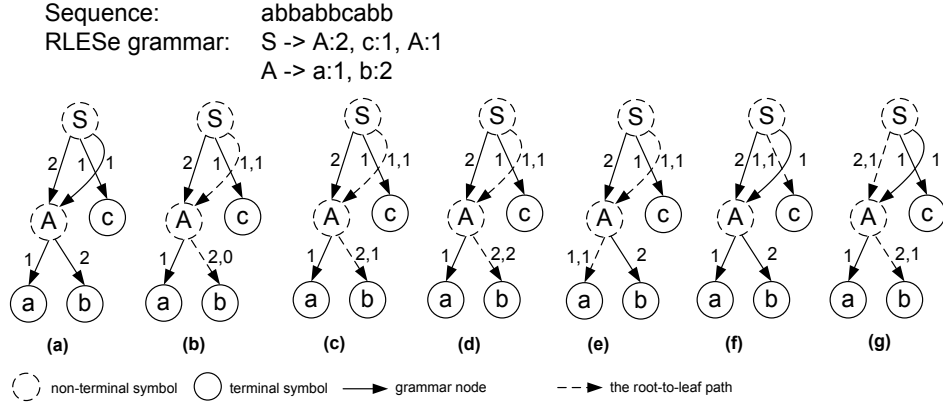 Sequence: abbabbcabb
RLESe grammar: S -> A:2, c:1, A:1
A -> a:1, b:2
S S S S S S S
2 1 1 2 1 1,1 2 1 1,1 2 1 1,1 2 1 1,1 2 1,1 1 2,1 1 1
A c A c A c A c A c A c A c
1 2 1 2,0 1 2,1 1 2,2 1,1 2 1 2 1 2,1
a b a b a b a b a b a b a b
(a) (b) (c) (d) (e) (f) (g)
non-terminal symbol terminal symbol grammar node the root-to-leaf path